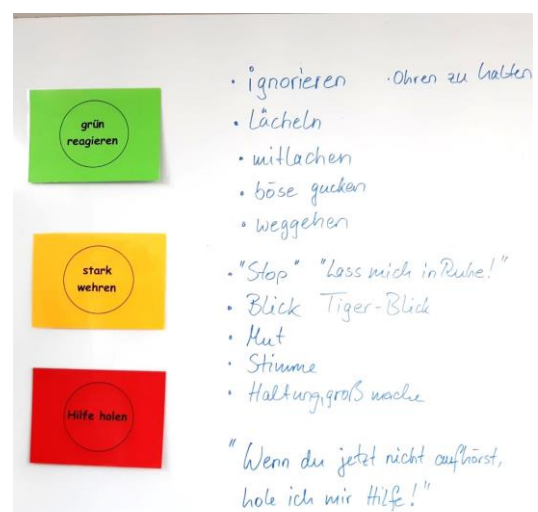 grün
reagieren
· ignorieren · Ohren zu halten
· Lächeln
· mitlachen
· böse gucken
· weggehen
stark
wehren
· "Stop" "Lass mich in Ruhe!"
· Blick Tiger-Blick
· Mut
· Stimme
· Haltung, groß mache
Hilfe holen
"Wenn du jetzt nicht aufhörst,
hole ich mir Hilfe!"